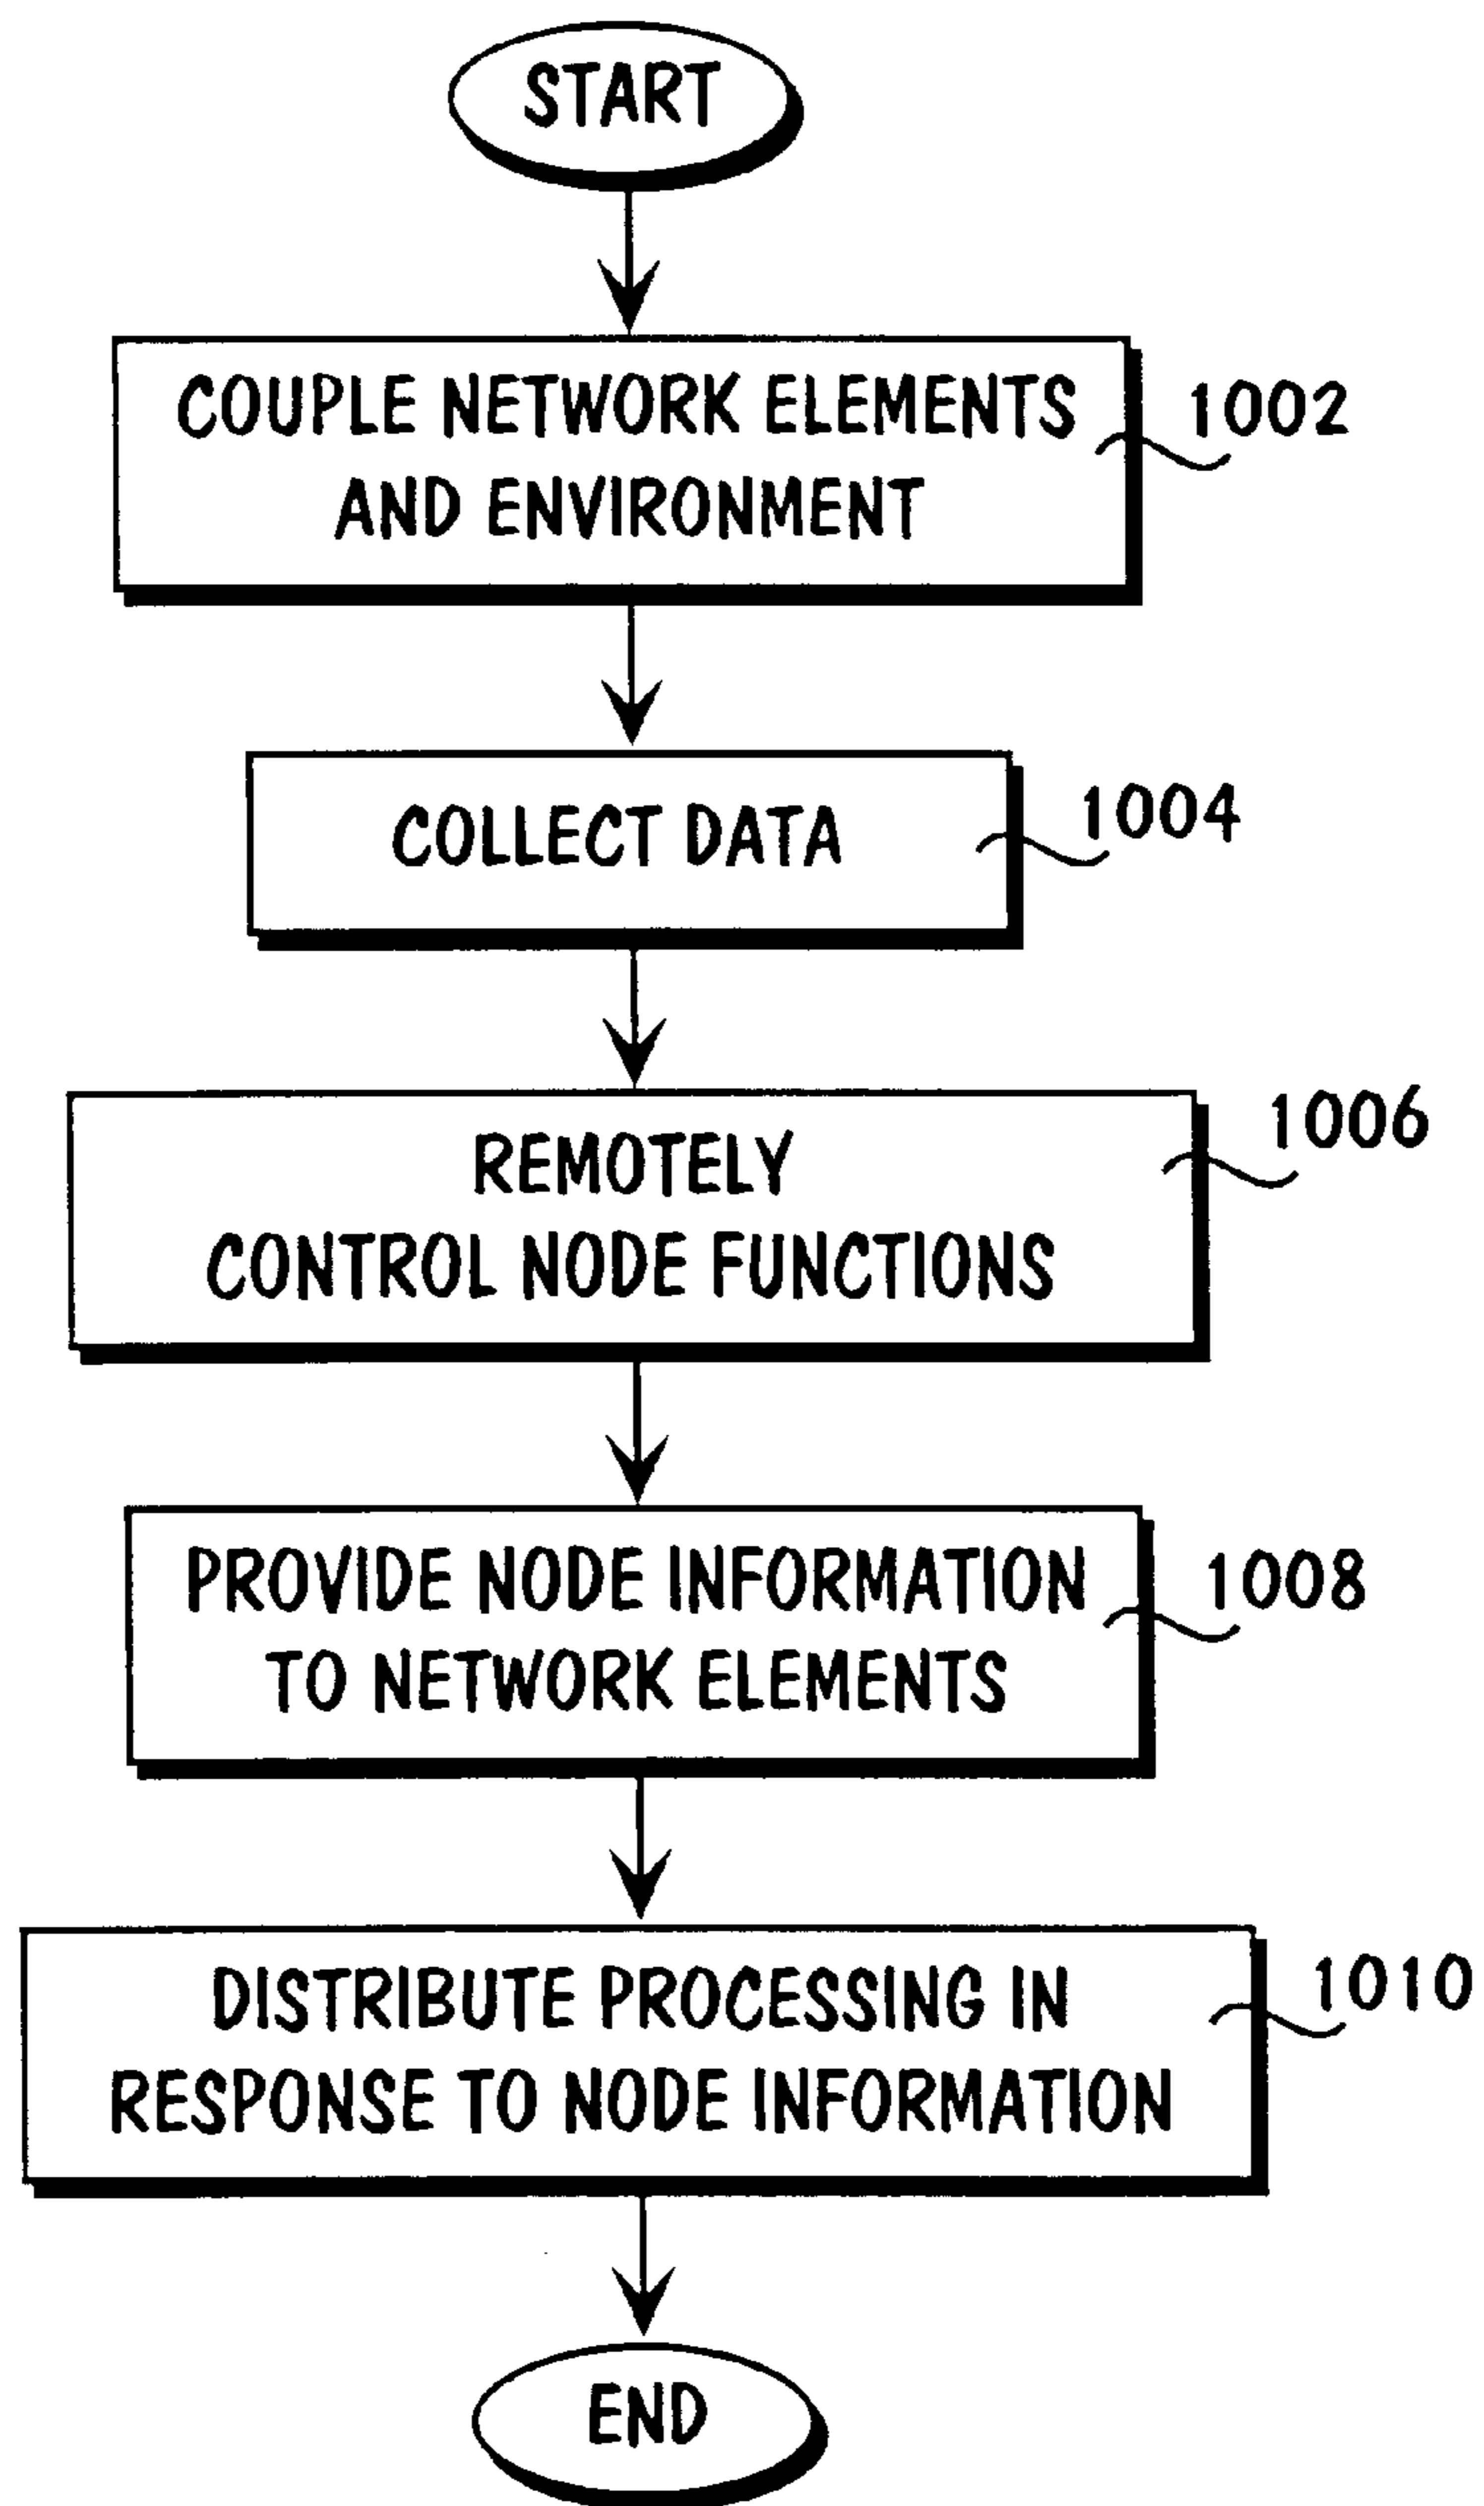 START
COUPLE NETWORK ELEMENTS
AND ENVIRONMENT
1002
COLLECT DATA
1004
REMOTELY
CONTROL NODE FUNCTIONS
1006
PROVIDE NODE INFORMATION
TO NETWORK ELEMENTS
1008
DISTRIBUTE PROCESSING IN
RESPONSE TO NODE INFORMATION
1010
END